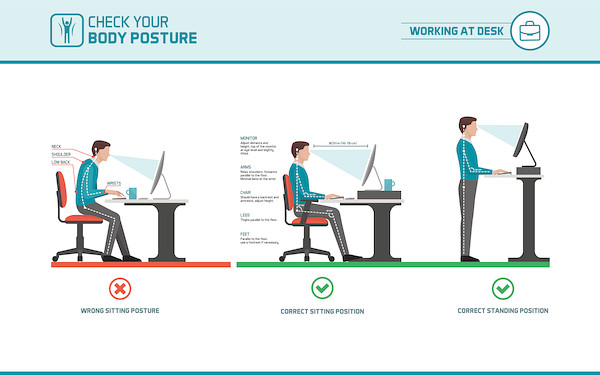 CHECK YOUR
BODY POSTURE
WORKING AT DESK
NECK
SHOULDER
LOW BACK
WRISTS
MONITOR
Adjust distance and
height, top of the monitor
at eye level and slightly
tilted.
ARMS
Relax shoulders, forearms
parallel to the floor.
Minimal bend at the wrist.
CHAIR
Should have a backrest and
armrests, adjust height.
LEGS
Thighs parallel to the floor.
FEET
Parallel to the floor,
use a footrest if necessary.
WRONG SITTING POSTURE
CORRECT SITTING POSITION
CORRECT STANDING POSITION